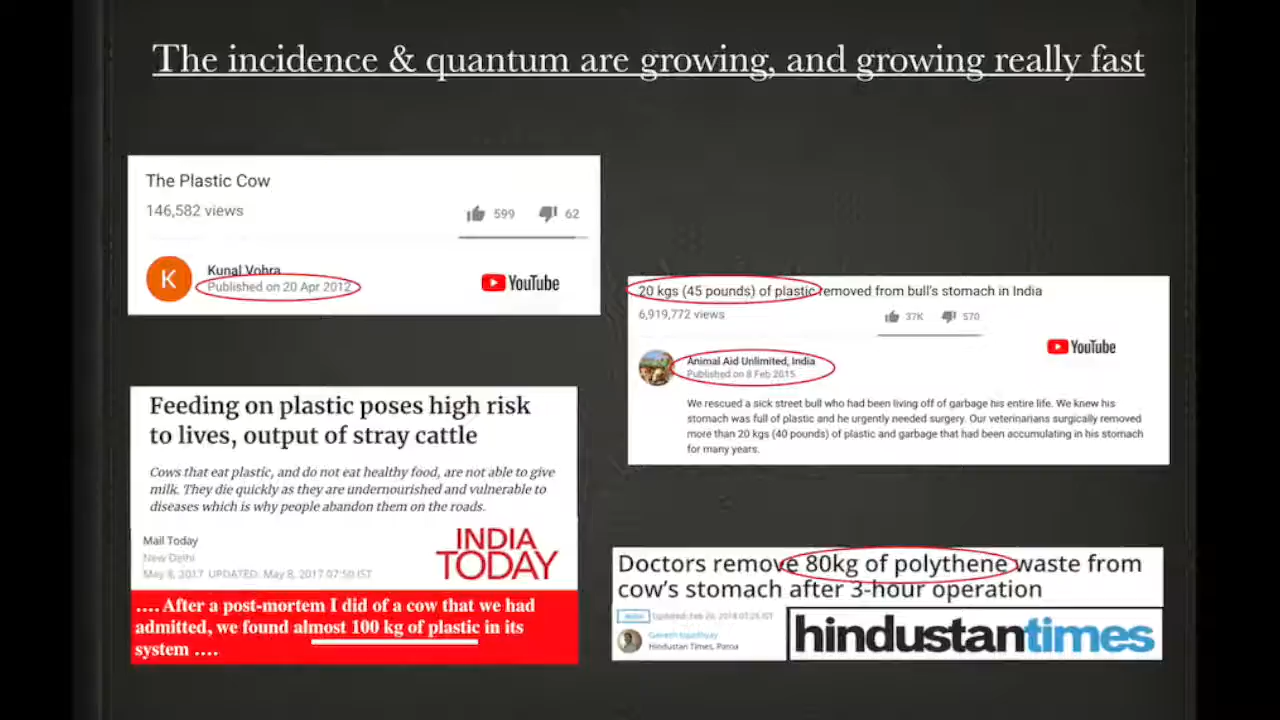 The incidence & quantum are growing, and growing really fast
The Plastic Cow
146,582 views
599
62
K
Kunal Vohra
Published on 20 Apr 2012
YouTube
20 kgs (45 pounds) of plastic removed from bull's stomach in India
6,919,772 views
37K
570
YouTube
Animal Aid Unlimited, India
Published on 8 Feb 2015
We rescued a sick street bull who had been living off of garbage his entire life. We knew his
stomach was full of plastic and he urgently needed surgery. Our veterinarians surgically removed
more than 20 kgs (40 pounds) of plastic and garbage that had been accumulating in his stomach
for many years.
Feeding on plastic poses high risk
to lives, output of stray cattle
Cows that eat plastic, and do not eat healthy food, are not able to give
milk. They die quickly as they are undernourished and vulnerable to
diseases which is why people abandon them on the roads.
Mail Today
New Delhi
May 8, 2017 UPDATED: May 8, 2017 07:50 IST
INDIA
TODAY
.... After a post-mortem I did of a cow that we had
admitted, we found almost 100 kg of plastic in its
system ....
Doctors remove 80kg of polythene waste from
cow's stomach after 3-hour operation
Updated: Feb 20, 2018 07:26 IST
Hindustan Times, Patna
hindustantimes